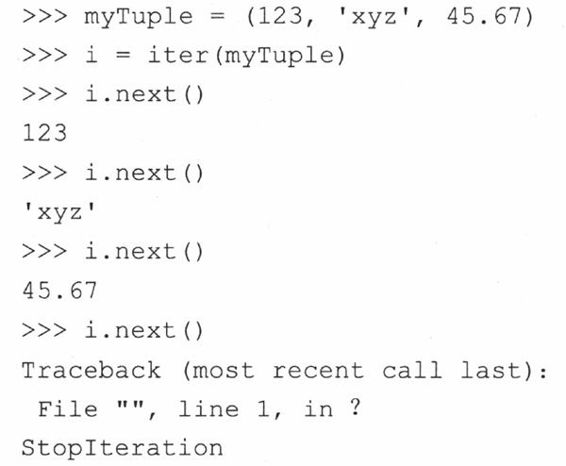 >>> myTuple = (123, 'xyz', 45.67)
>>> i = iter(myTuple)
>>> i.next()
123
>>> i.next()
'xyz'
>>> i.next()
45.67
>>> i.next()
Traceback (most recent call last):
 File "", line 1, in ?
StopIteration